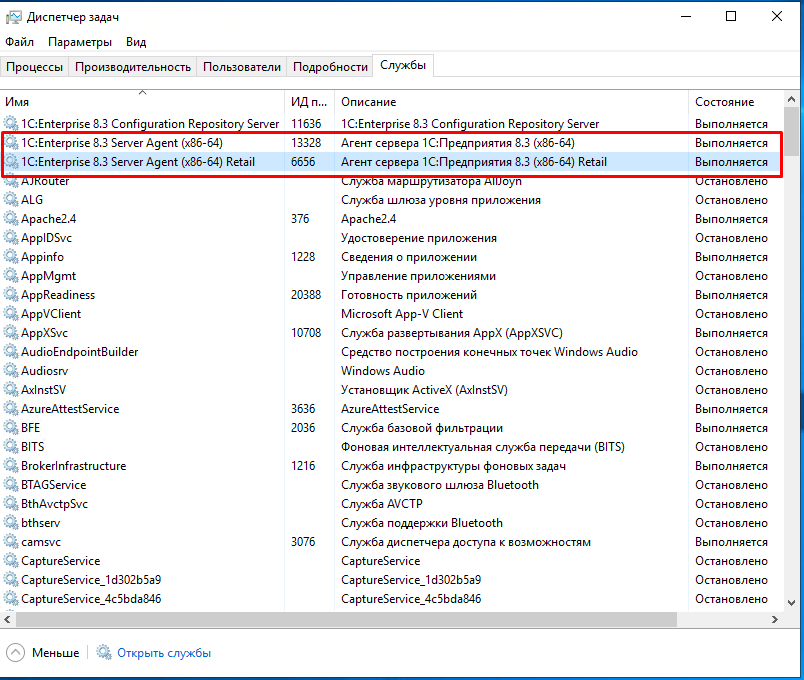 Диспетчер задач
Файл Параметры Вид
Процессы Производительность Пользователи Подробности Службы
Имя ИД п... Описание Состояние
1C:Enterprise 8.3 Configuration Repository Server 11636 1C:Enterprise 8.3 Configuration Repository Server Выполняется
1C:Enterprise 8.3 Server Agent (x86-64) 13328 Агент сервера 1С:Предприятия 8.3 (x86-64) Выполняется
1C:Enterprise 8.3 Server Agent (x86-64) Retail 6656 Агент сервера 1С:Предприятия 8.3 (x86-64) Retail Выполняется
AJRouter Служба маршрутизатора AllJoyn Остановлено
ALG Служба шлюза уровня приложения Остановлено
Apache2.4 376 Apache2.4 Выполняется
AppIDSvc Удостоверение приложения Остановлено
Appinfo 1228 Сведения о приложении Выполняется
AppMgmt Управление приложениями Остановлено
AppReadiness 20388 Готовность приложений Выполняется
AppVClient Microsoft App-V Client Остановлено
AppXSvc 10708 Служба развертывания AppX (AppXSVC) Выполняется
AudioEndpointBuilder Средство построения конечных точек Windows Audio Остановлено
Audiosrv Windows Audio Остановлено
AxInstSV Установщик ActiveX (AxInstSV) Остановлено
AzureAttestService 3636 AzureAttestService Выполняется
BFE 2036 Служба базовой фильтрации Выполняется
BITS Фоновая интеллектуальная служба передачи (BITS) Остановлено
BrokerInfrastructure 1216 Служба инфраструктуры фоновых задач Выполняется
BTAGService Служба звукового шлюза Bluetooth Остановлено
BthAvctpSvc Служба AVCTP Остановлено
bthserv Служба поддержки Bluetooth Остановлено
camsvc 3076 Служба диспетчера доступа к возможностям Выполняется
CaptureService CaptureService Остановлено
CaptureService_1d302b5a9 CaptureService_1d302b5a9 Остановлено
CaptureService_4c5bda846 CaptureService_4c5bda846 Остановлено
Меньше Открыть службы